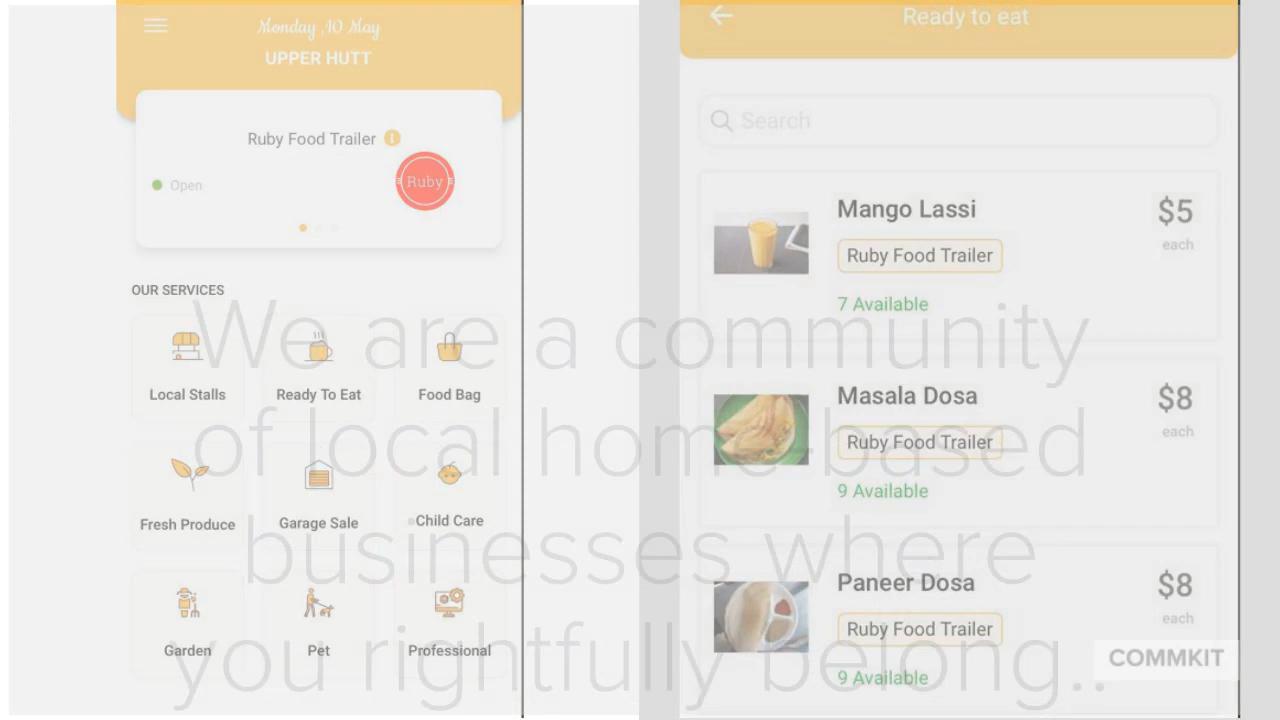 Monday ,10 May
UPPER HUTT
Ruby Food Trailer
i
Open
Ruby
OUR SERVICES
Local Stalls
Ready To Eat
Food Bag
Fresh Produce
Garage Sale
Child Care
Garden
Pet
Professional
Ready to eat
Search
Mango Lassi
$5
each
Ruby Food Trailer
7 Available
Masala Dosa
$8
each
Ruby Food Trailer
9 Available
Paneer Dosa
$8
each
Ruby Food Trailer
9 Available
We are a community
of local home-based
businesses where
you rightfully belong..
COMMKIT